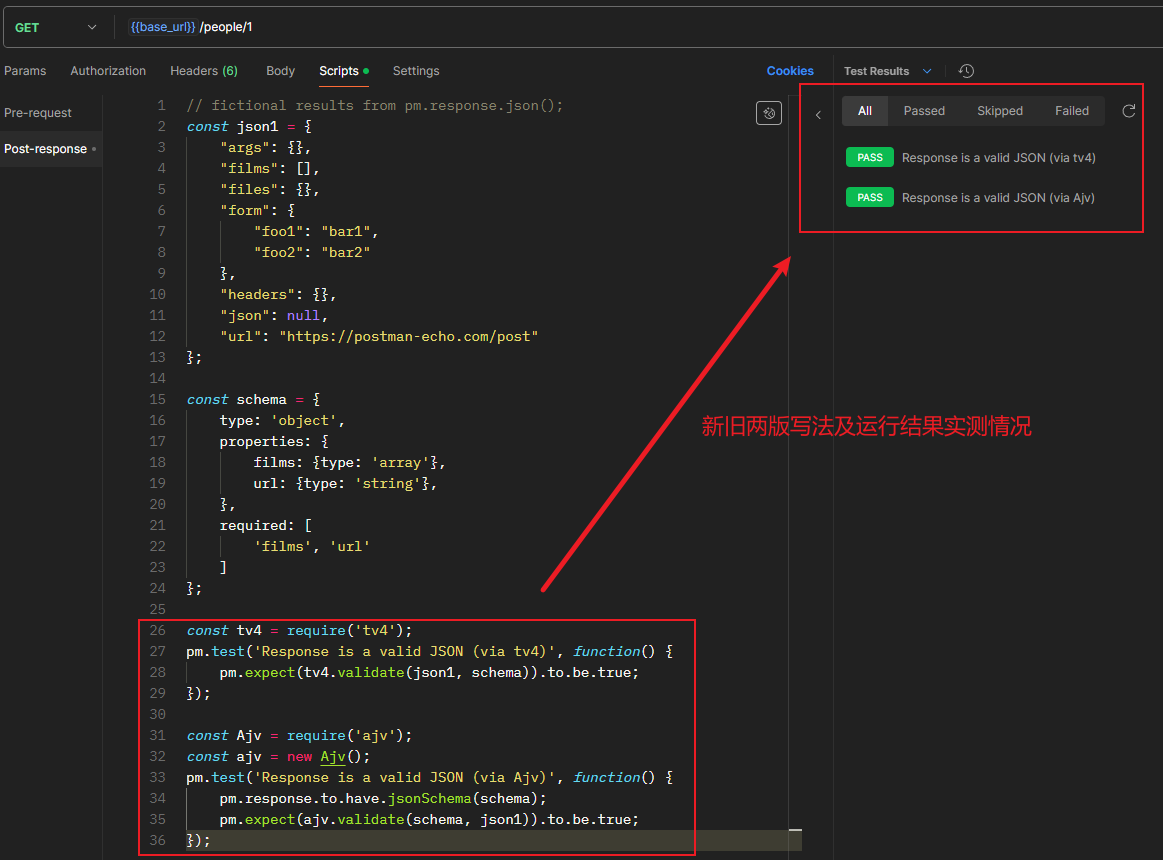 GET {{base_url}} /people/1
Params Authorization Headers (6) Body Scripts Settings Cookies Test Results
Pre-request
Post-response
All Passed Skipped Failed
PASS Response is a valid JSON (via tv4)
PASS Response is a valid JSON (via Ajv)
1 // fictional results from pm.response.json();
2 const json1 = {
3 "args": {},
4 "films": [],
5 "files": {},
6 "form": {
7 "foo1": "bar1",
8 "foo2": "bar2"
9 },
10 "headers": {},
11 "json": null,
12 "url": "https://postman-echo.com/post"
13 };
14
15 const schema = {
16 type: 'object',
17 properties: {
18 films: {type: 'array'},
19 url: {type: 'string'},
20 },
21 required: [
22 'films', 'url'
23 ]
24 };
25
新旧两版写法及运行结果实测情况
26 const tv4 = require('tv4');
27 pm.test('Response is a valid JSON (via tv4)', function() {
28 pm.expect(tv4.validate(json1, schema)).to.be.true;
29 });
30
31 const Ajv = require('ajv');
32 const ajv = new Ajv();
33 pm.test('Response is a valid JSON (via Ajv)', function() {
34 pm.response.to.have.jsonSchema(schema);
35 pm.expect(ajv.validate(schema, json1)).to.be.true;
36 });